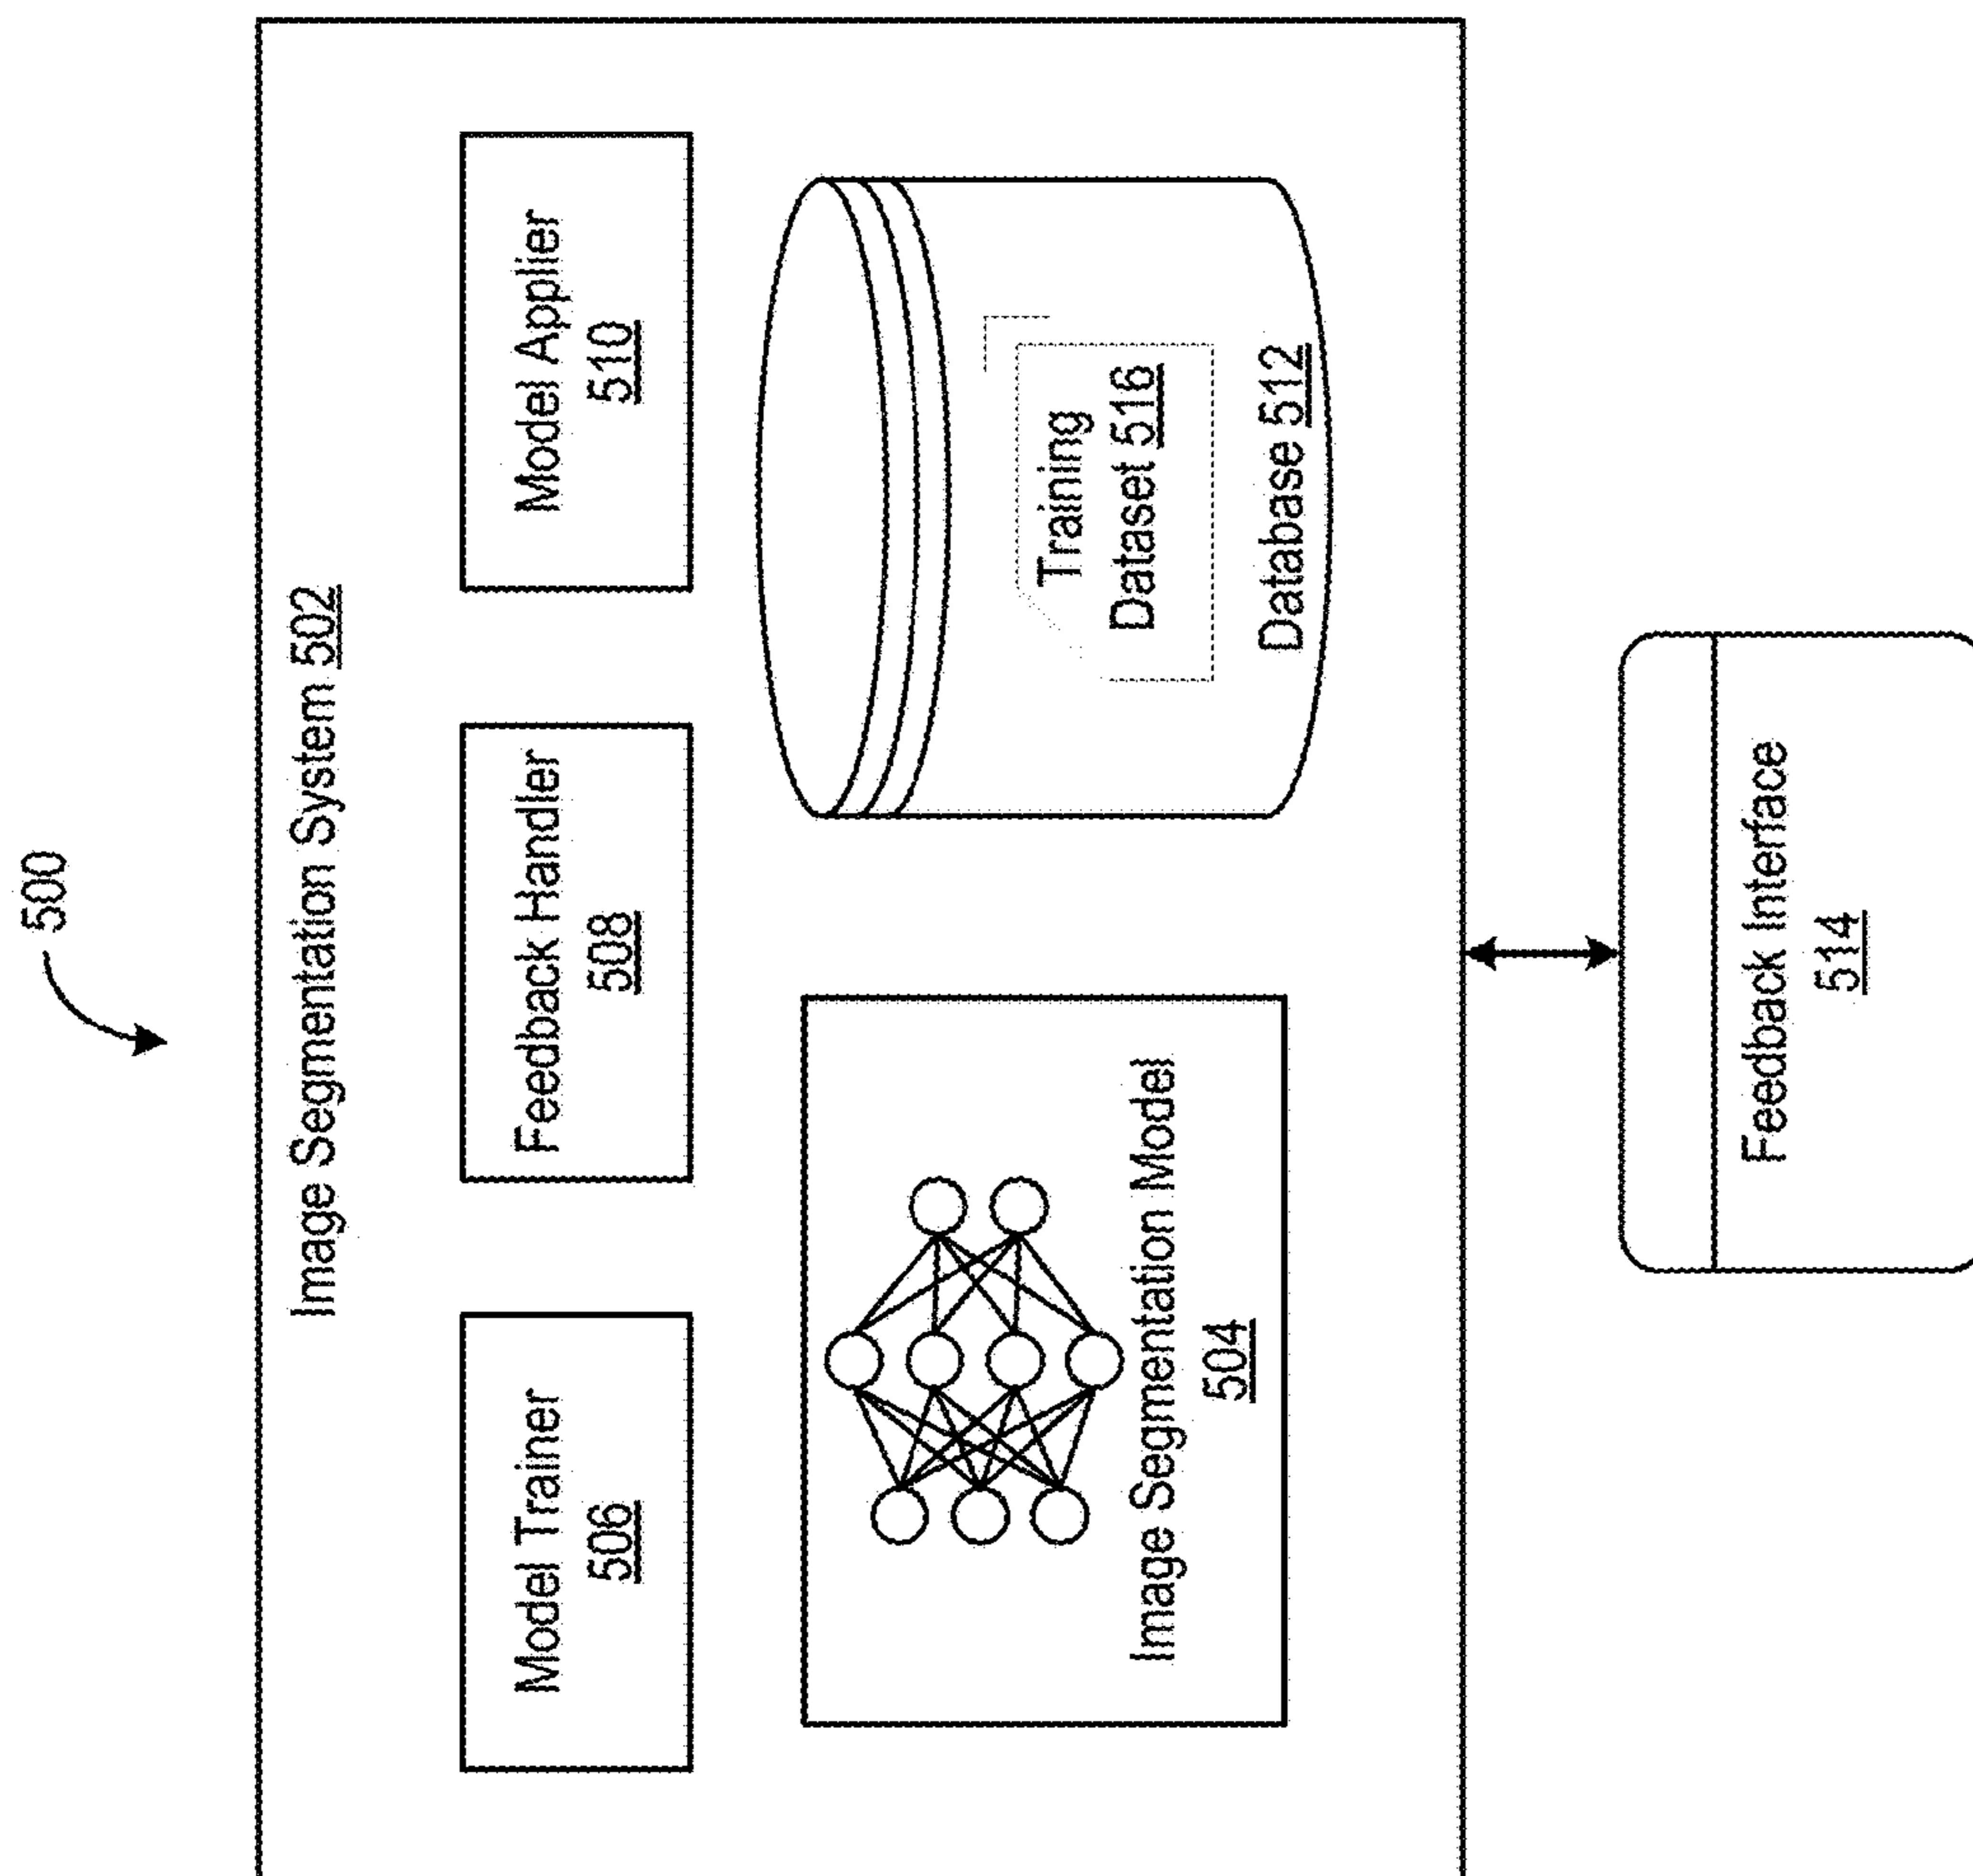 500
Image Segmentation System 502
Model Trainer
506
Feedback Handler
508
Model Applier
510
Image Segmentation Model
504
Training
Dataset 516
Database 512
Feedback Interface
514